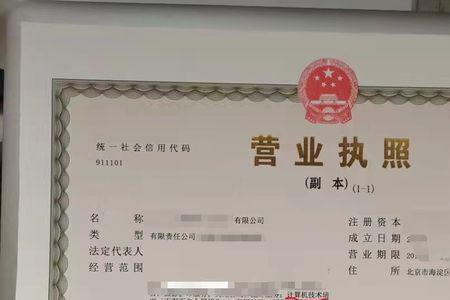 统一社会信用代码
911101
营业执照
(副本)(1-1)
名称 有限公司
类型 有限责任公司
法定代表人
经营范围
计算机技术培
注册资本
成立日期
营业期限 20
住所 北京市海淀区